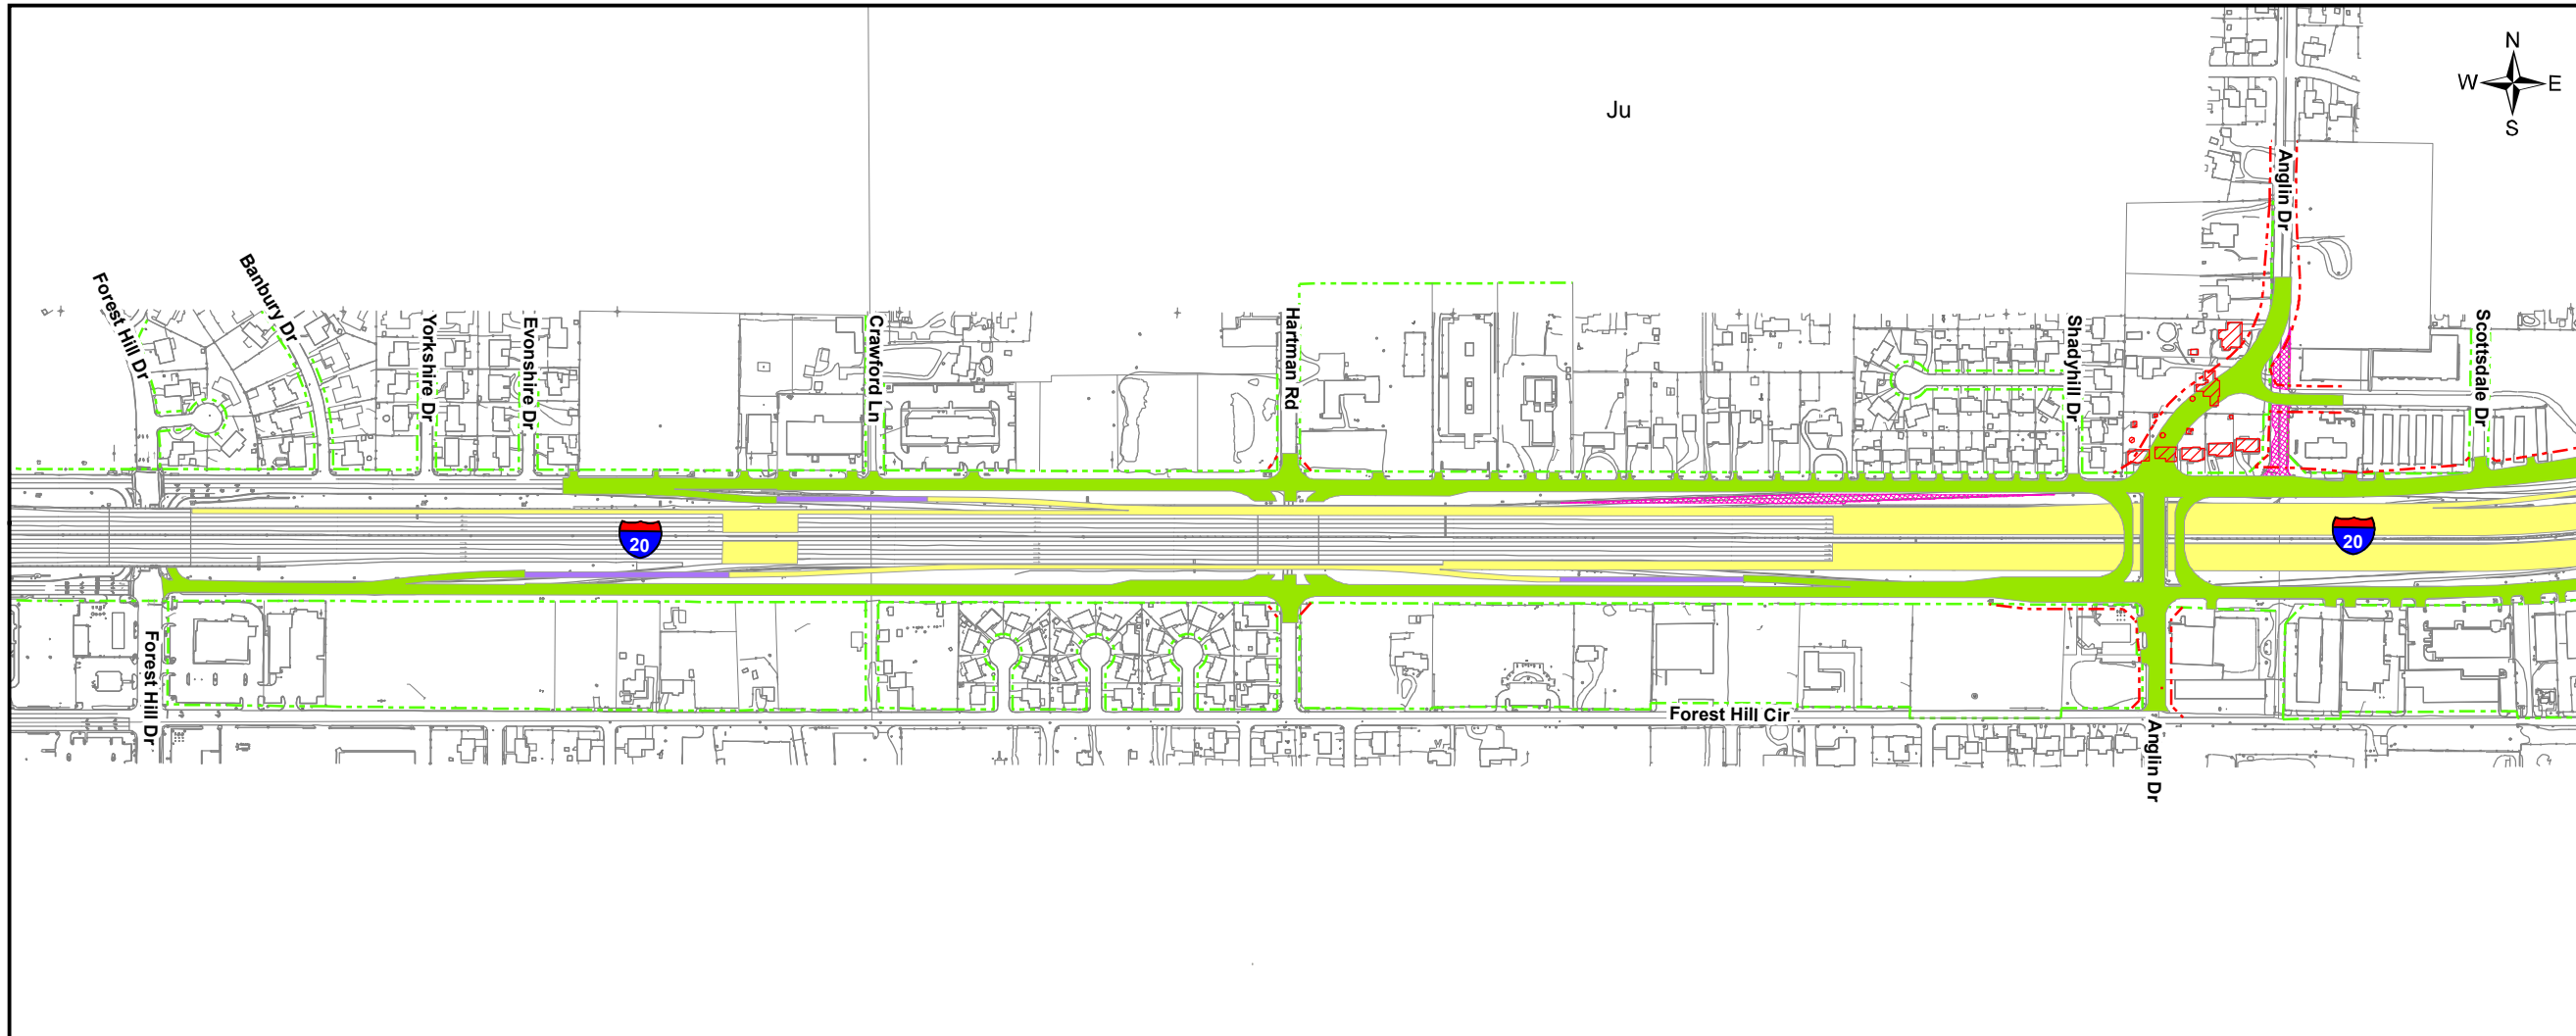 N
W E
S
Ju
Anglin Dr
Forest Hill Dr
Banbury Dr
Yorkshire Dr
Evonshire Dr
Crawford Ln
Hartman Rd
Shadyhill Dr
Scottsdale Dr
20
20
Forest Hill Dr
Forest Hill Cir
Anglin Dr